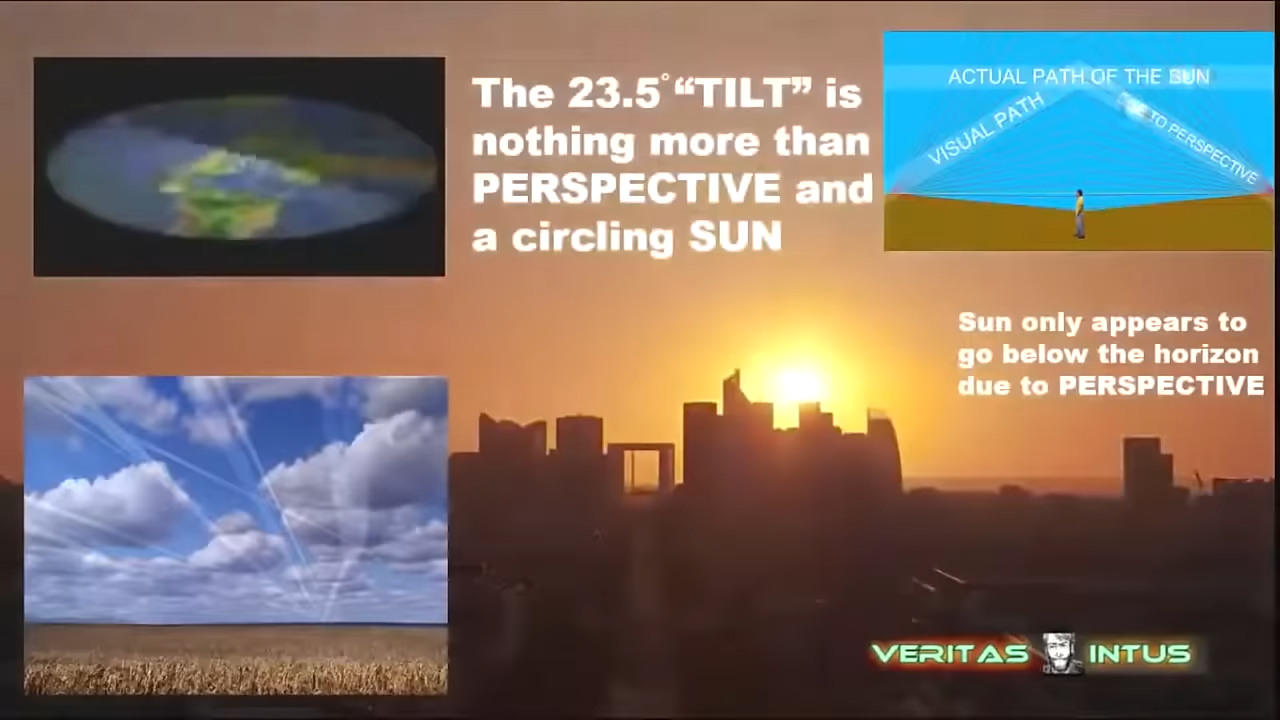 The 23.5° “TILT” is
nothing more than
PERSPECTIVE and
a circling SUN
ACTUAL PATH OF THE SUN
VISUAL PATH
TO PERSPECTIVE
Sun only appears to
go below the horizon
due to PERSPECTIVE
VERITAS INTUS